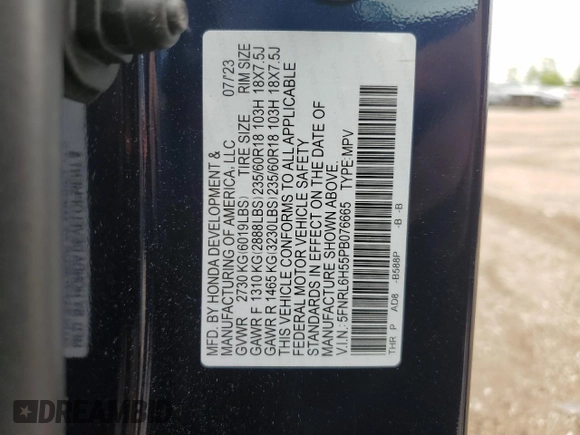 MFD. BY HONDA DEVELOPMENT &
MANUFACTURING OF AMERICA, LLC 07/23
GVWR 2730 KG(6019LBS) TIRE SIZE RIM SIZE
GAWR F 1310 KG(2888LBS) 235/60R18 103H 18X7.5J
GAWR R 1465 KG(3230LBS) 235/60R18 103H 18X7.5J
THIS VEHICLE CONFORMS TO ALL APPLICABLE
FEDERAL MOTOR VEHICLE SAFETY
STANDARDS IN EFFECT ON THE DATE OF
MANUFACTURE SHOWN ABOVE.
V.I.N.: 5FNRL6H55PB076665 TYPE:MPV
THR P AD8 -B588P -B -B
DREAMBID